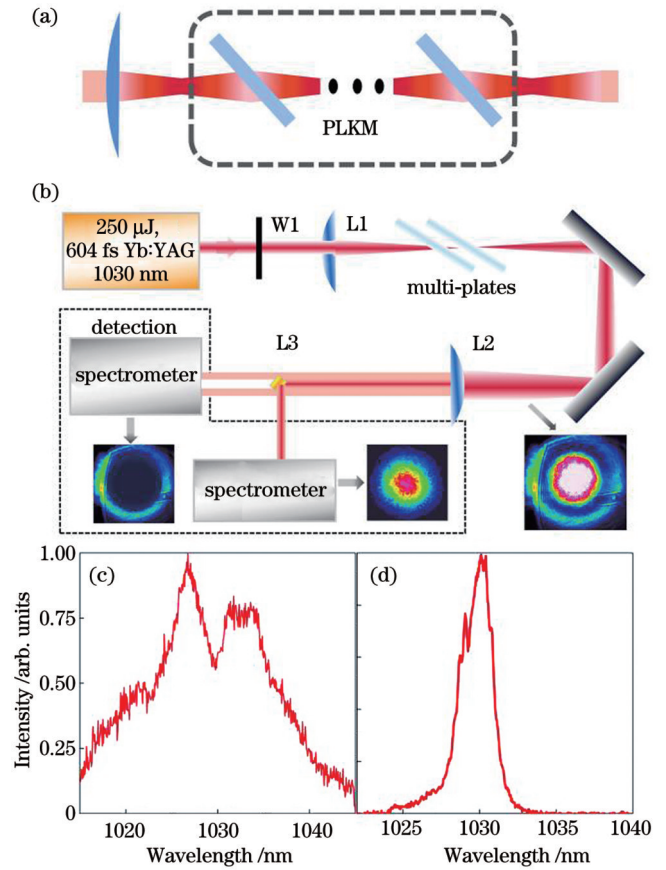 (a)
PLKM
(b)
250 μJ,
604 fs Yb:YAG
1030 nm
W1
L1
multi-plates
detection
spectrometer
L3
L2
spectrometer
(c)
(d)
Intensity /arb. units
1.00
0.75
0.50
0.25
0
1020 1030 1040
Wavelength /nm
1025 1030 1035 1040
Wavelength /nm